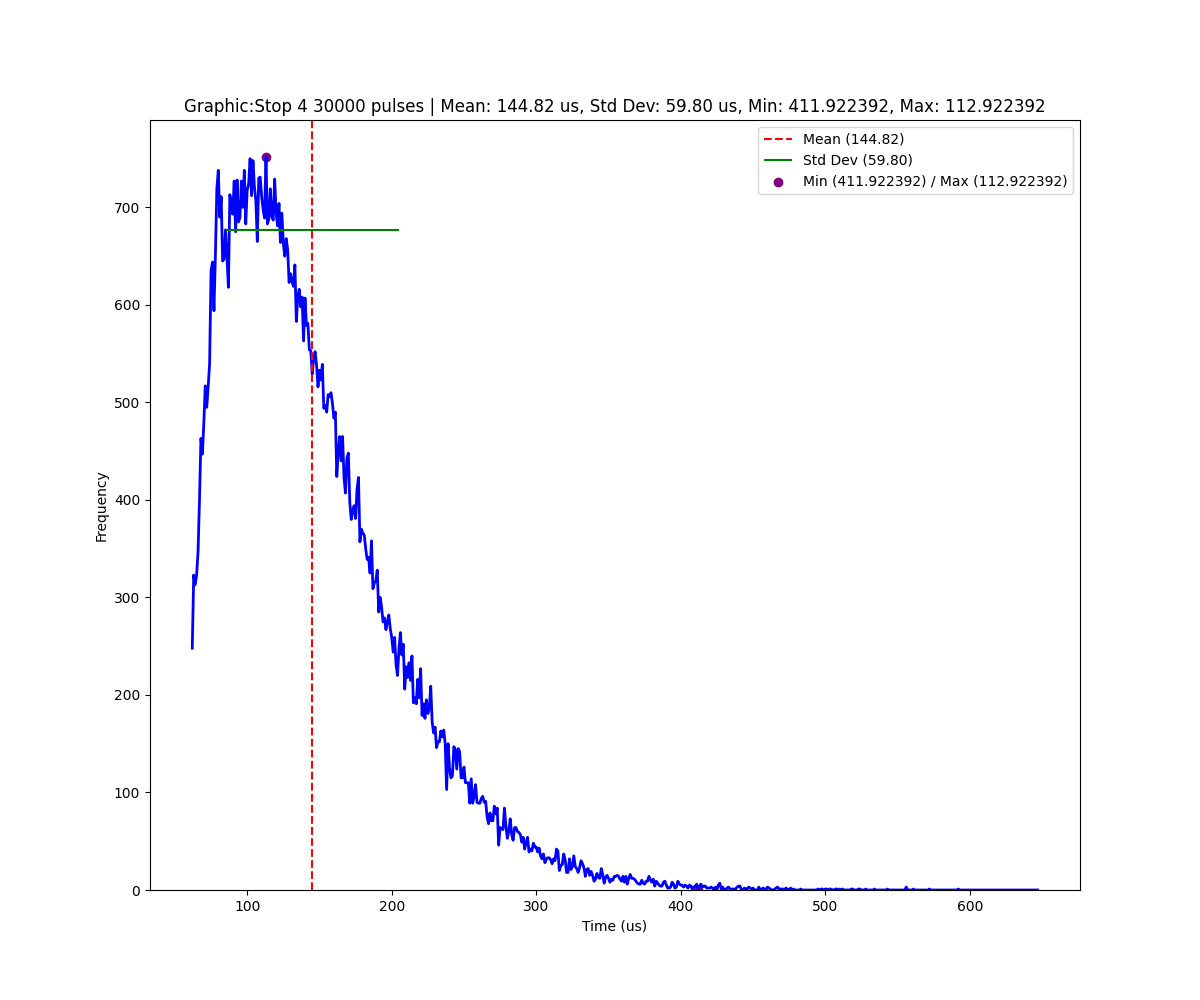 Graphic:Stop 4 30000 pulses | Mean: 144.82 us, Std Dev: 59.80 us, Min: 411.922392, Max: 112.922392
Mean (144.82)
Std Dev (59.80)
Min (411.922392) / Max (112.922392)
700
600
500
400
300
200
100
0
Frequency
100 200 300 400 500 600
Time (us)